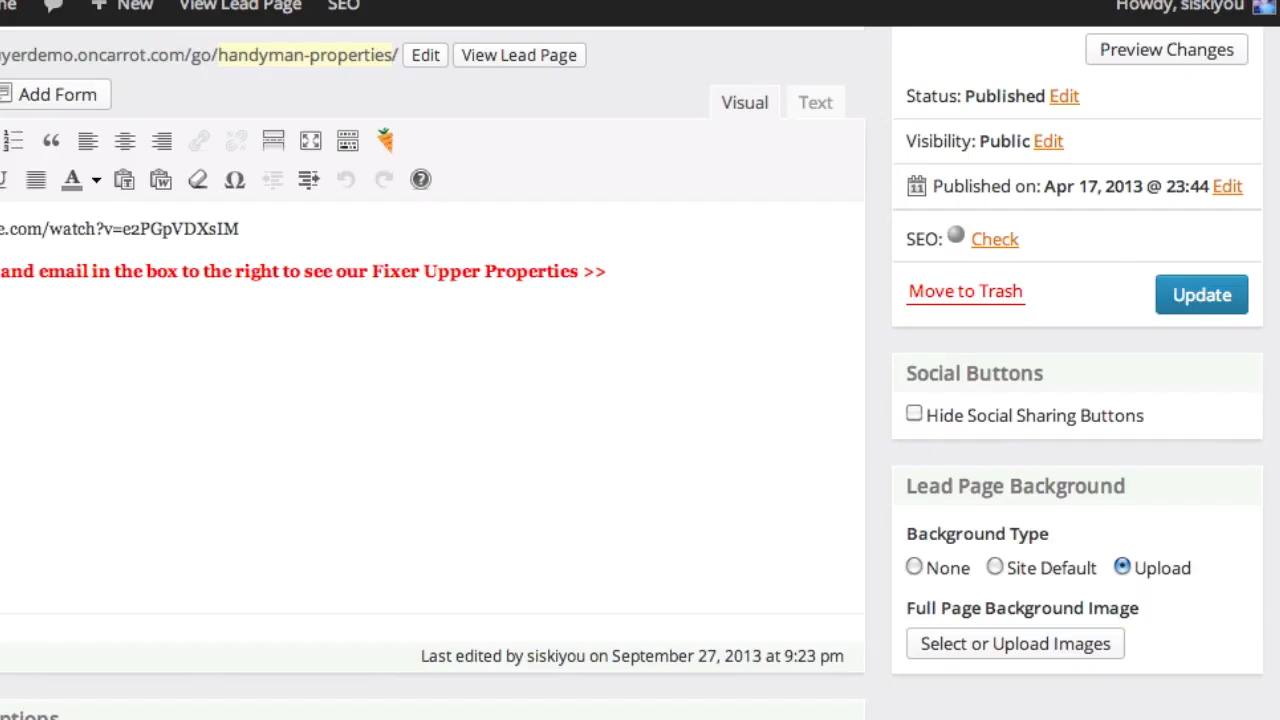 New View Lead Page SEO Howdy, siskiyou
yerdemo.oncarrot.com/go/handyman-properties/ Edit View Lead Page
Add Form
Visual Text
e.com/watch?v=e2PGpVDXsIM
and email in the box to the right to see our Fixer Upper Properties >>
Last edited by siskiyou on September 27, 2013 at 9:23 pm
Preview Changes
Status: Published Edit
Visibility: Public Edit
Published on: Apr 17, 2013 @ 23:44 Edit
SEO: Check
Move to Trash Update
Social Buttons
Hide Social Sharing Buttons
Lead Page Background
Background Type
None Site Default Upload
Full Page Background Image
Select or Upload Images